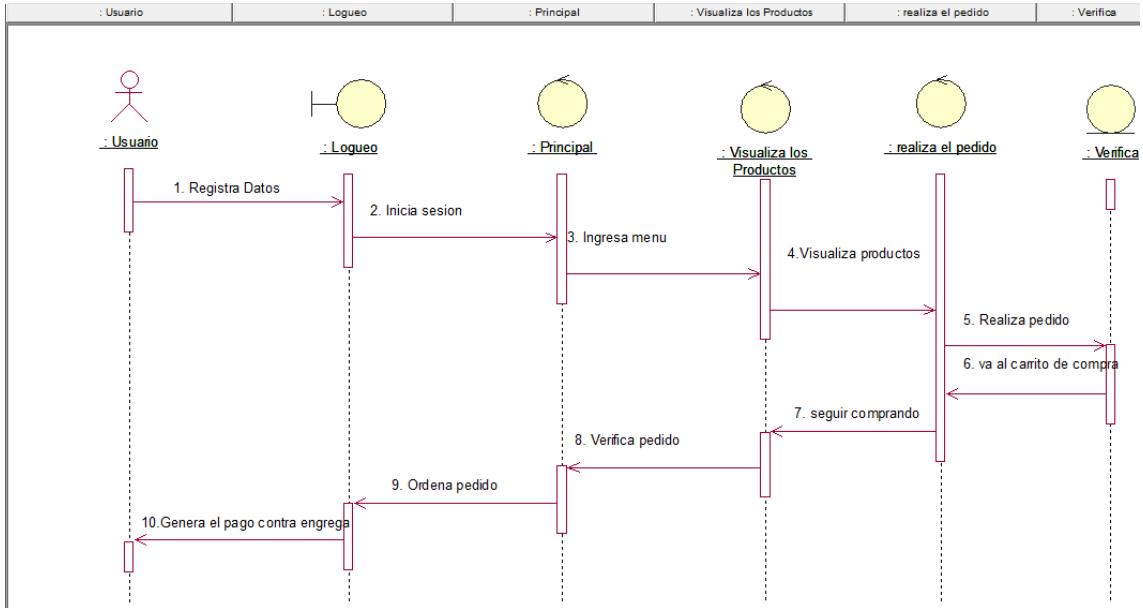 : Usuario
: Logueo
: Principal
: Visualiza los Productos
: realiza el pedido
: Verifica
: Usuario
: Logueo
: Principal
: Visualiza los
Productos
: realiza el pedido
: Verifica
1. Registra Datos
2. Inicia sesion
3. Ingresa menu
4.Visualiza productos
5. Realiza pedido
6. va al carrito de compra
7. seguir comprando
8. Verifica pedido
9. Ordena pedido
10.Genera el pago contra engrega